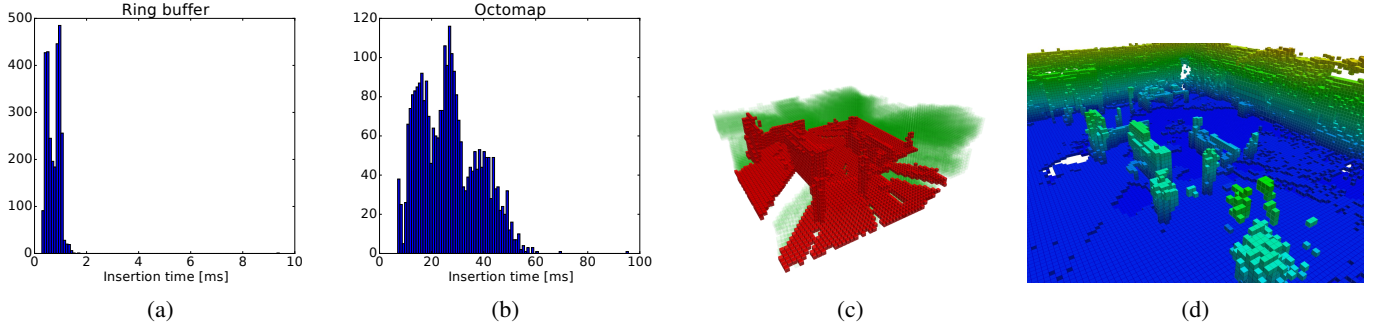 Ring buffer
500
400
300
200
100
0
0 2 4 6 8 10
Insertion time [ms]
(a)
Octomap
120
100
80
60
40
20
0
0 20 40 60 80 100
Insertion time [ms]
(b)
(c)
(d)